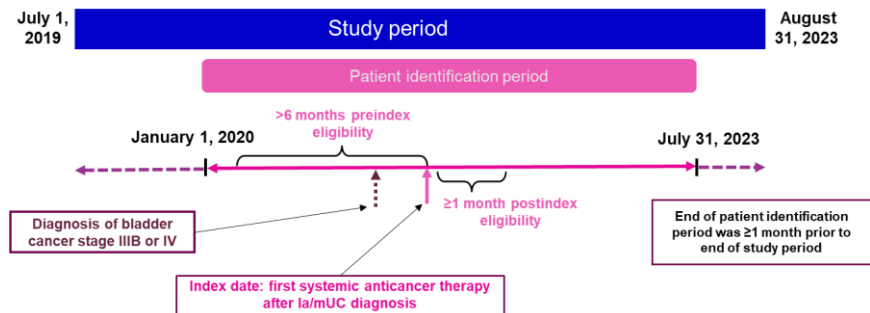 July 1,
2019
Study period
August
31, 2023
Patient identification period
>6 months preindex
eligibility
January 1, 2020
July 31, 2023
≥1 month postindex
eligibility
Diagnosis of bladder
cancer stage IIIB or IV
End of patient identification
period was ≥1 month prior to
end of study period
Index date: first systemic anticancer therapy
after la/mUC diagnosis